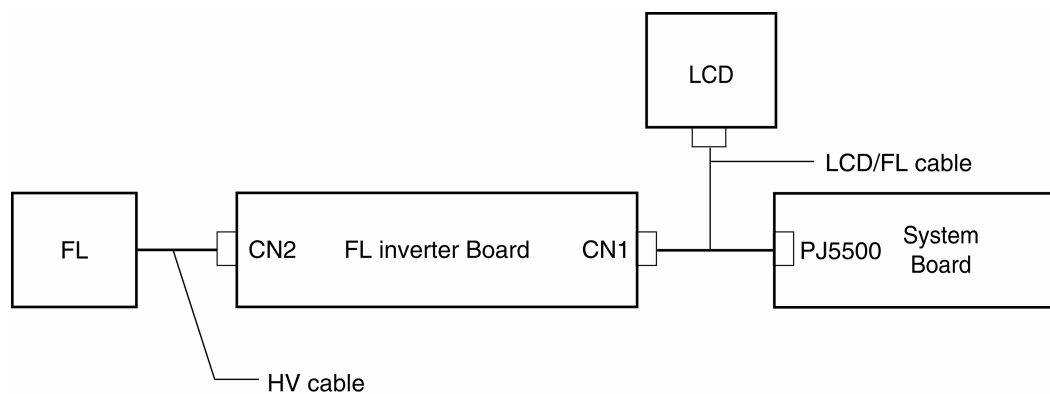 LCD
LCD/FL cable
FL
CN2
FL inverter Board
CN1
PJ5500
System
Board
HV cable